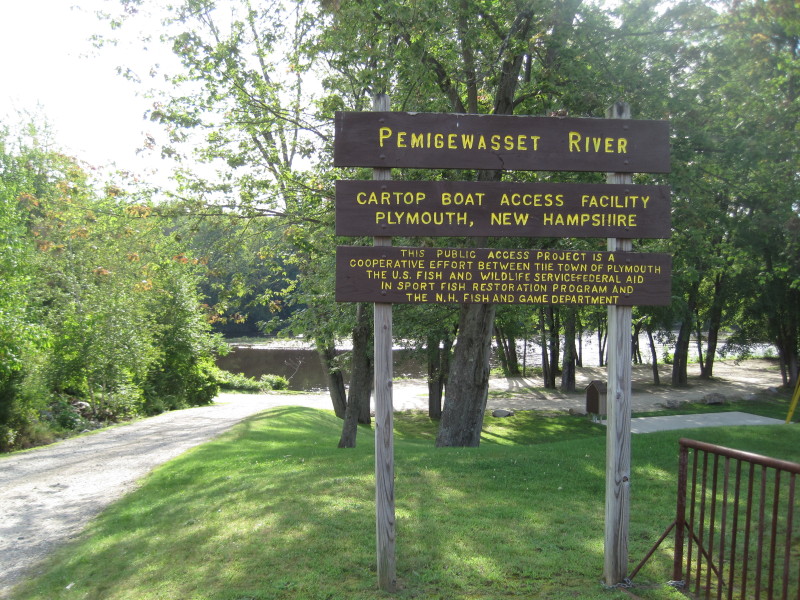 PEMIGEWASSET RIVER
CARTOP BOAT ACCESS FACILITY
PLYMOUTH, NEW HAMPSHIRE
THIS PUBLIC ACCESS PROJECT IS A
COOPERATIVE EFFORT BETWEEN THE TOWN OF PLYMOUTH
THE U.S. FISH AND WILDLIFE SERVICEFEDERAL AID
IN SPORT FISH RESTORATION PROGRAM AND
THE N.H. FISH AND GAME DEPARTMENT